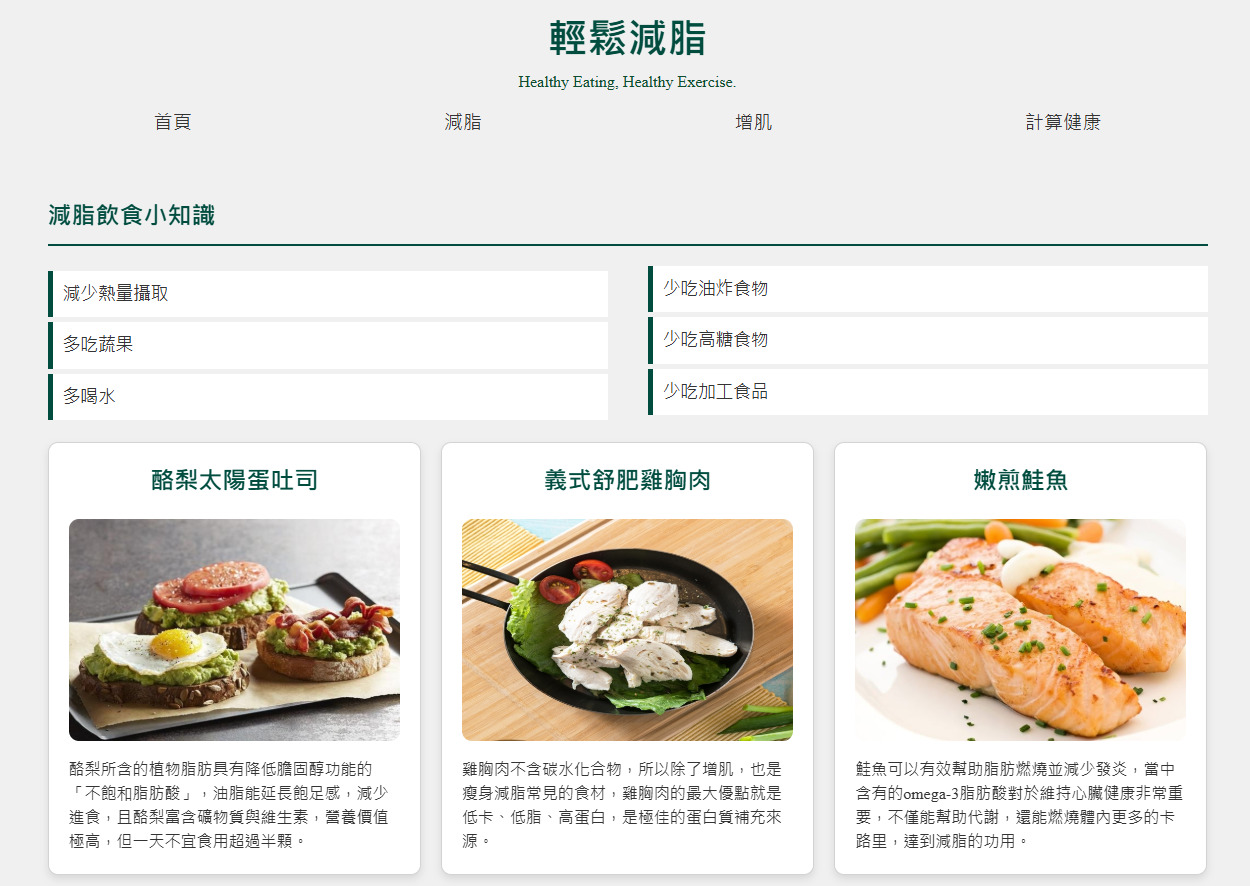 輕鬆減脂
Healthy Eating, Healthy Exercise.
首頁
減脂
增肌
計算健康
減脂飲食小知識
減少熱量攝取
多吃蔬果
多喝水
少吃油炸食物
少吃高糖食物
少吃加工食品
酪梨太陽蛋吐司
酪梨所含的植物脂肪具有降低膽固醇功能的
「不飽和脂肪酸」，油脂能延長飽足感，減少
進食，且酪梨富含礦物質與維生素，營養價值
極高，但一天不宜食用超過半顆。
義式舒肥雞胸肉
雞胸肉不含碳水化合物，所以除了增肌，也是
瘦身減脂常見的食材，雞胸肉的最大優點就是
低卡、低脂、高蛋白，是極佳的蛋白質補充來
源。
嫩煎鮭魚
鮭魚可以有效幫助脂肪燃燒並減少發炎，當中
含有的omega-3脂肪酸對於維持心臟健康非常重
要，不僅能幫助代謝，還能燃燒體內更多的卡
路里，達到減脂的功用。